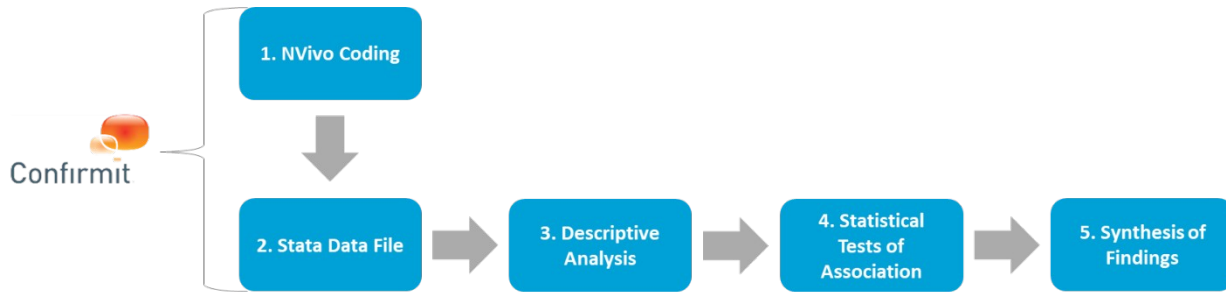 1. NVivo Coding
Confirmit
2. Stata Data File
3. Descriptive
Analysis
4. Statistical
Tests of
Association
5. Synthesis of
Findings